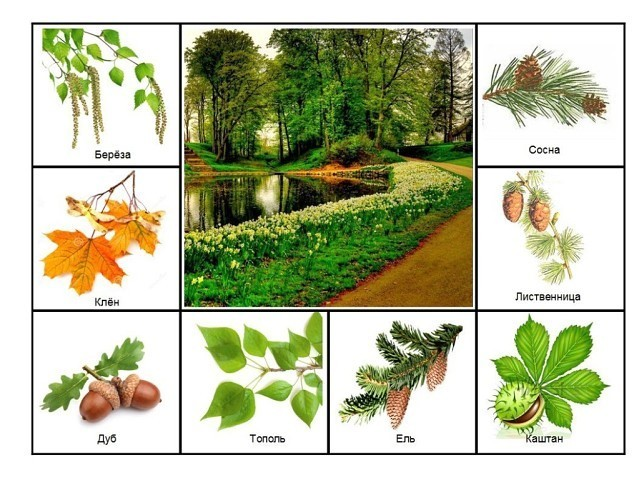 Берёза
Сосна
Клён
Лиственница
Дуб
Тополь
Ель
Каштан